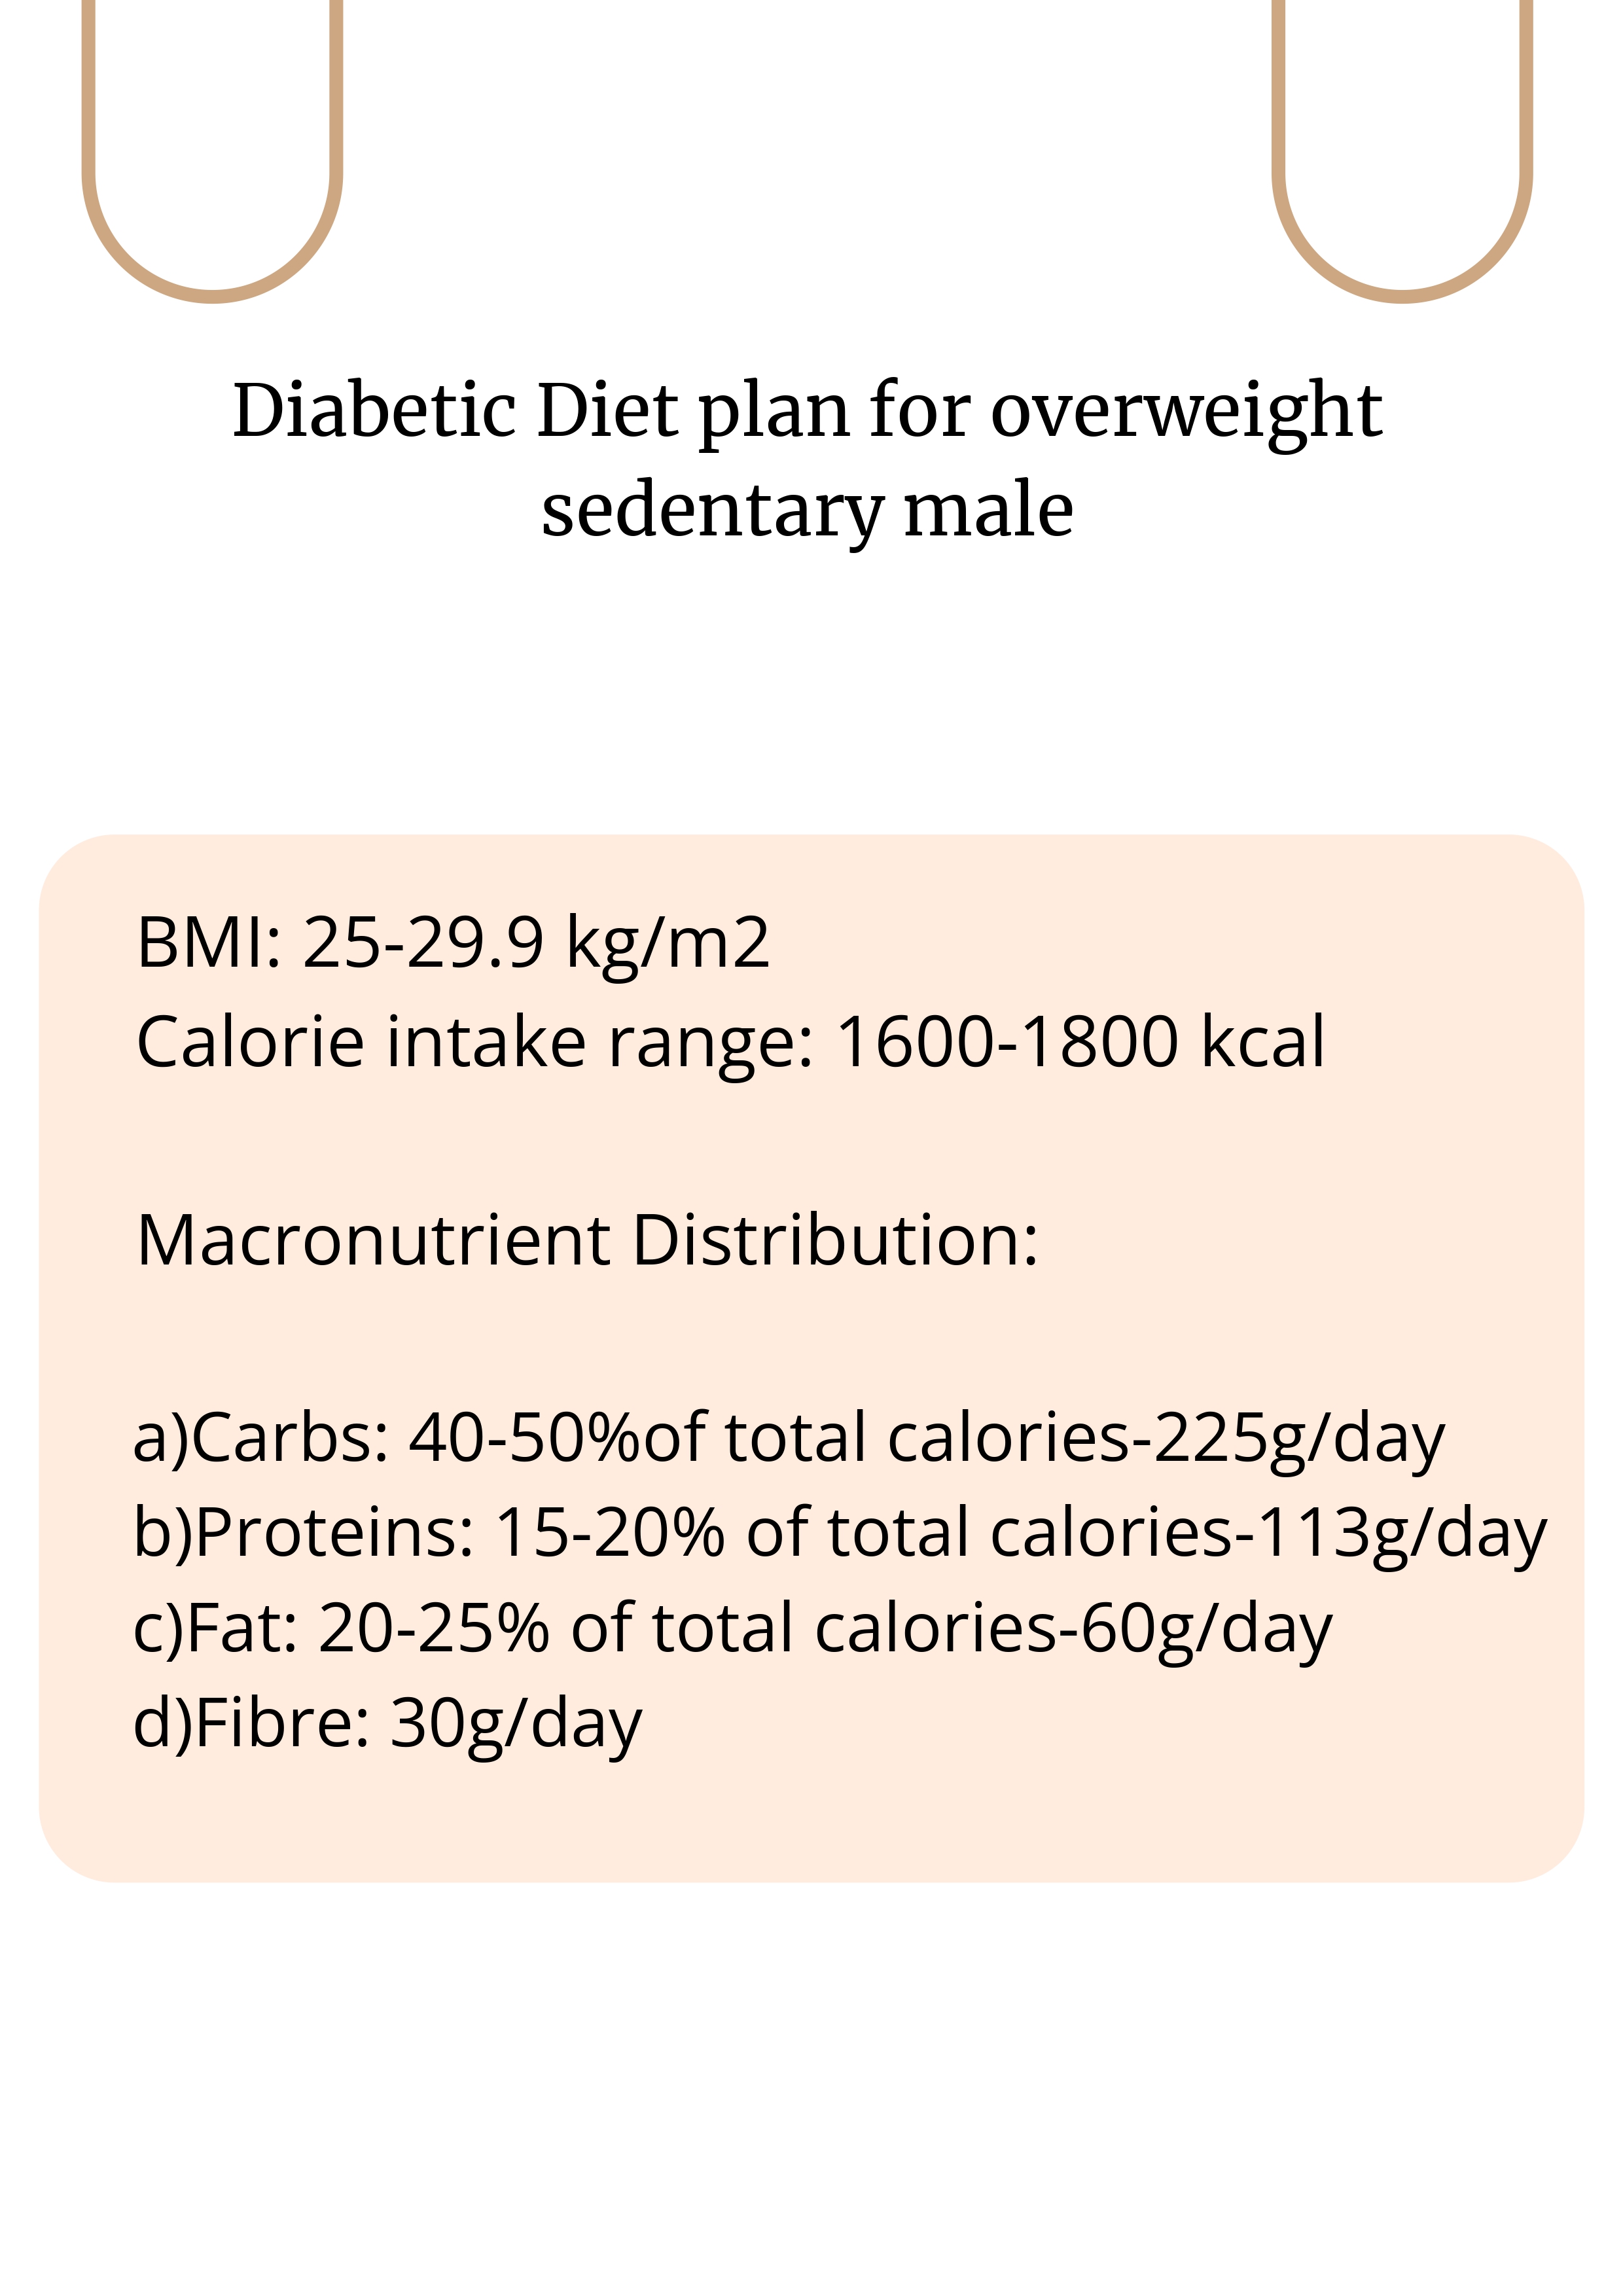 Diabetic Diet plan for overweight
sedentary male
BMI: 25-29.9 kg/m2
Calorie intake range: 1600-1800 kcal
Macronutrient Distribution:
a)Carbs: 40-50%of total calories-225g/day
b)Proteins: 15-20% of total calories-113g/day
c)Fat: 20-25% of total calories-60g/day
d)Fibre: 30g/day